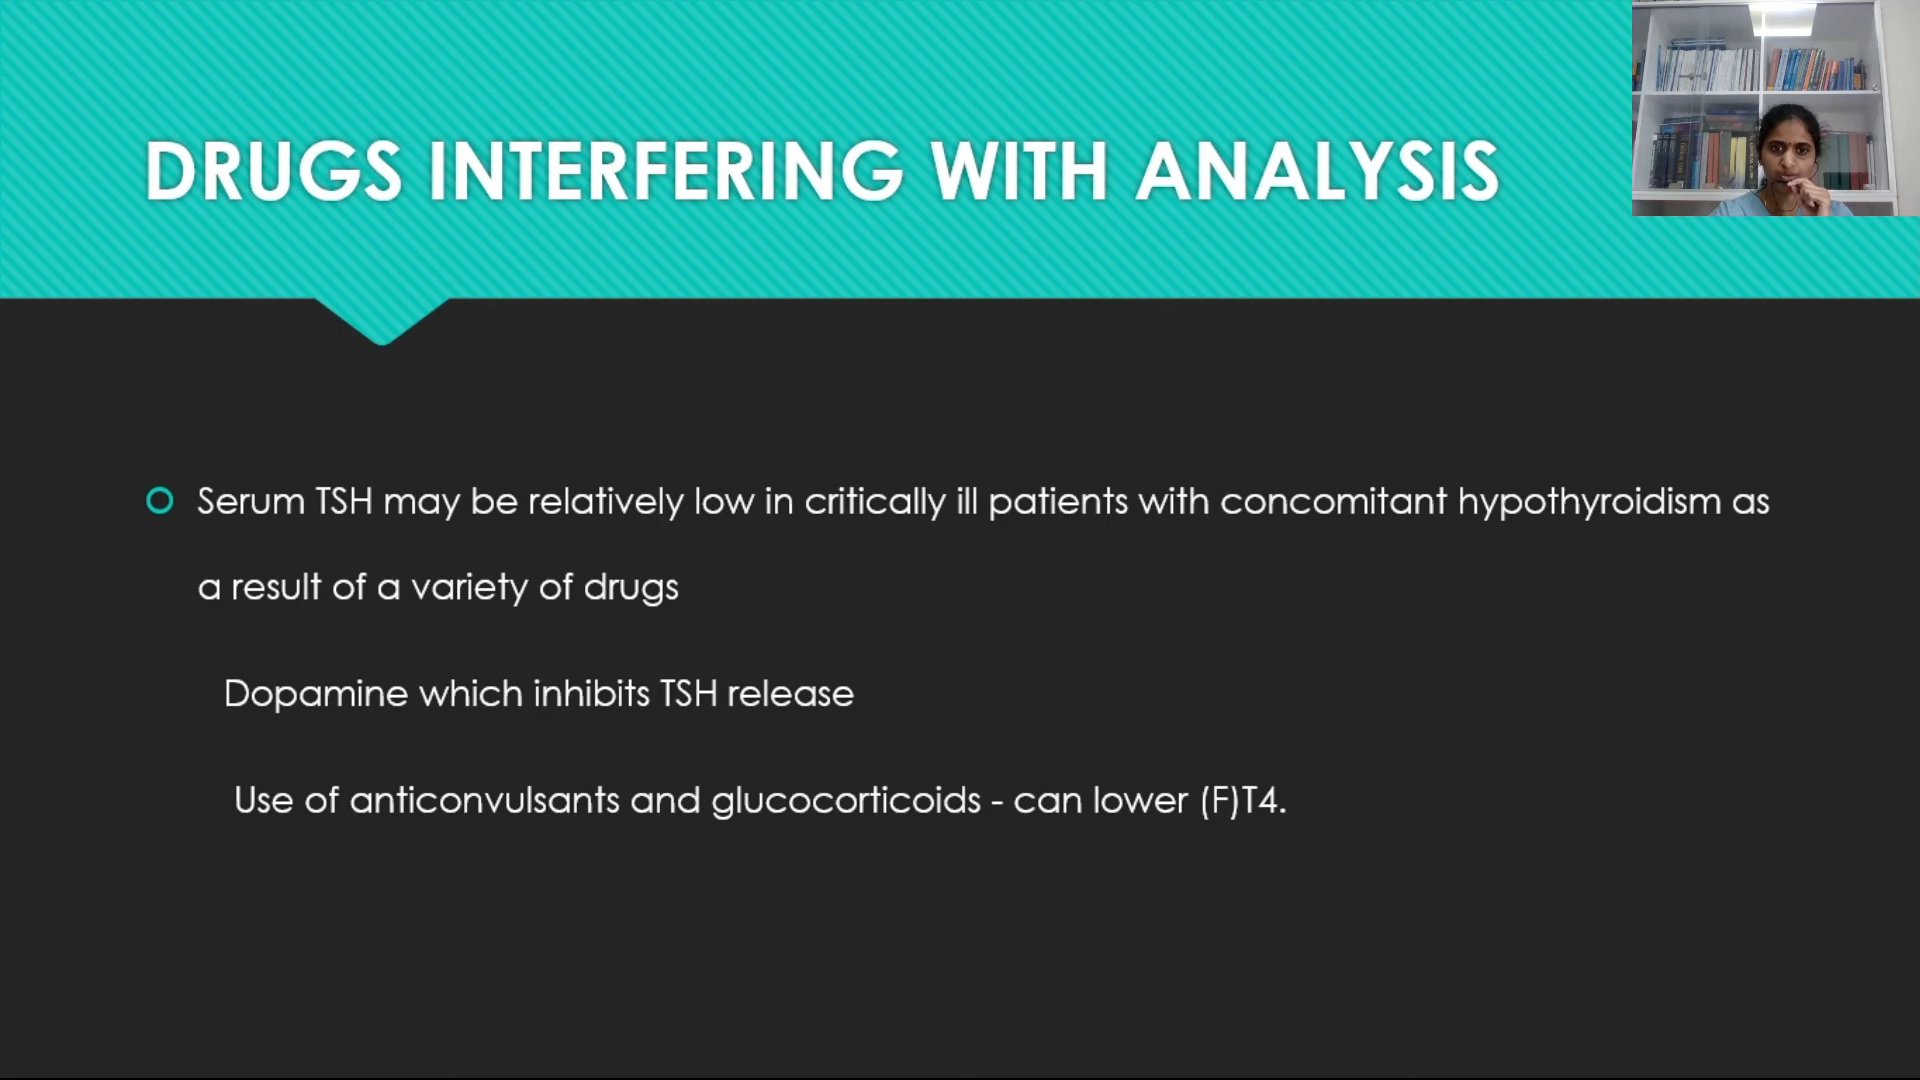 DRUGS INTERFERING WITH ANALYSIS
Serum TSH may be relatively low in critically ill patients with concomitant hypothyroidism as
a result of a variety of drugs
Dopamine which inhibits TSH release
Use of anticonvulsants and glucocorticoids - can lower (F)T4.